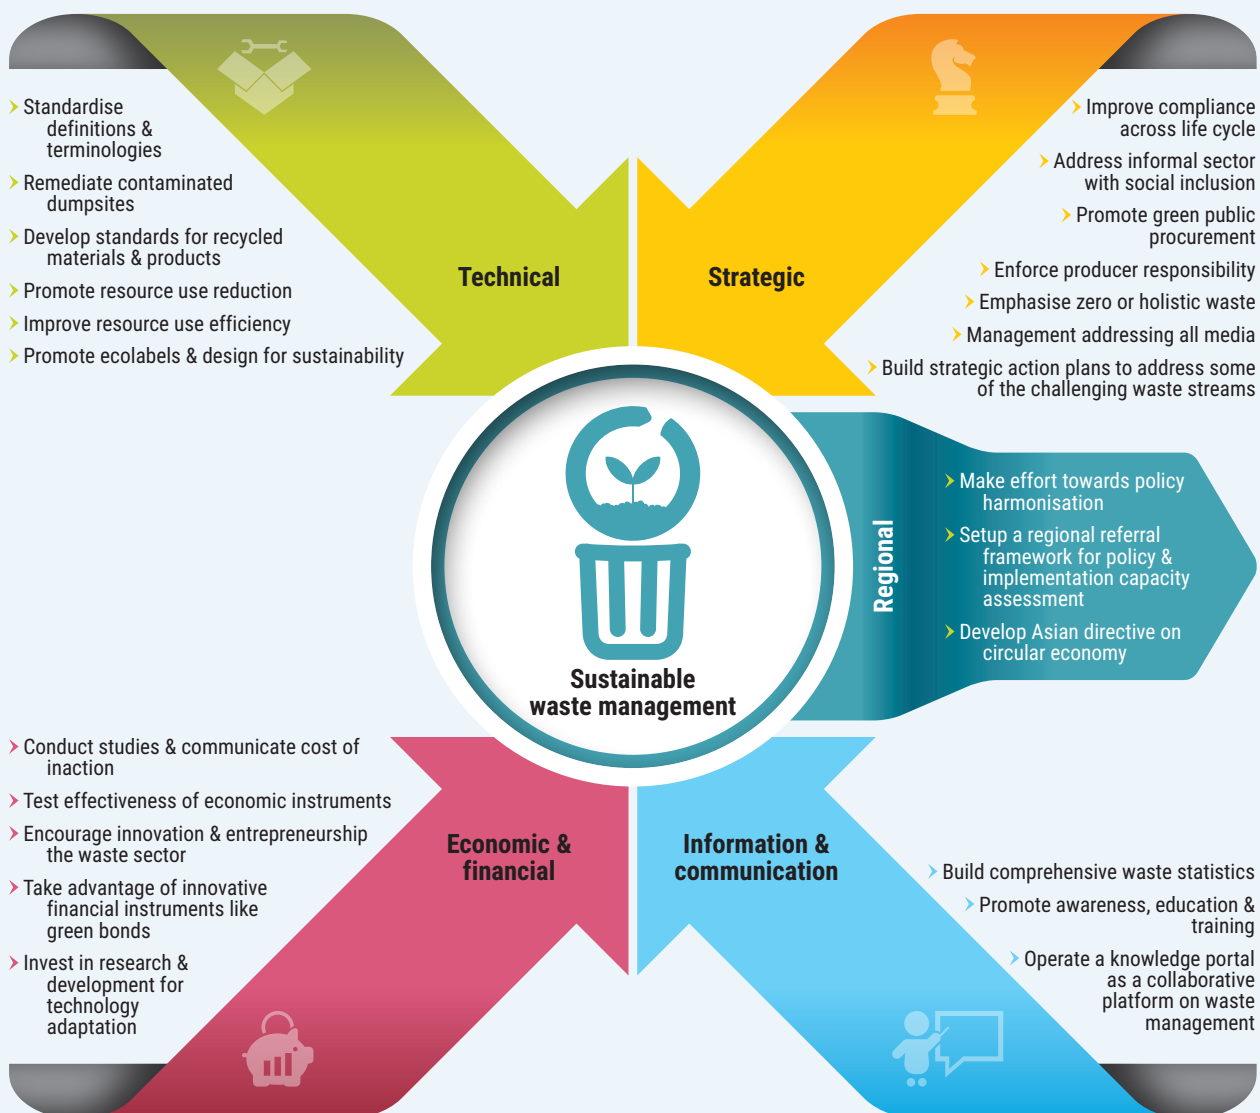 Standardise
definitions &
terminologies
Remediate contaminated
dumpsites
Develop standards for recycled
materials & products
Promote resource use reduction
Improve resource use efficiency
Promote ecolabels & design for sustainability
Technical
Strategic
Improve compliance
across life cycle
Address informal sector
with social inclusion
Promote green public
procurement
Enforce producer responsibility
Emphasise zero or holistic waste
Management addressing all media
Build strategic action plans to address some
of the challenging waste streams
Sustainable
waste management
Regional
Make effort towards policy
harmonisation
Setup a regional referral
framework for policy &
implementation capacity
assessment
Develop Asian directive on
circular economy
Conduct studies & communicate cost of
inaction
Test effectiveness of economic instruments
Encourage innovation & entrepreneurship
the waste sector
Take advantage of innovative
financial instruments like
green bonds
Invest in research &
development for
technology
adaptation
Economic &
financial
Information &
communication
Build comprehensive waste statistics
Promote awareness, education &
training
Operate a knowledge portal
as a collaborative
platform on waste
management